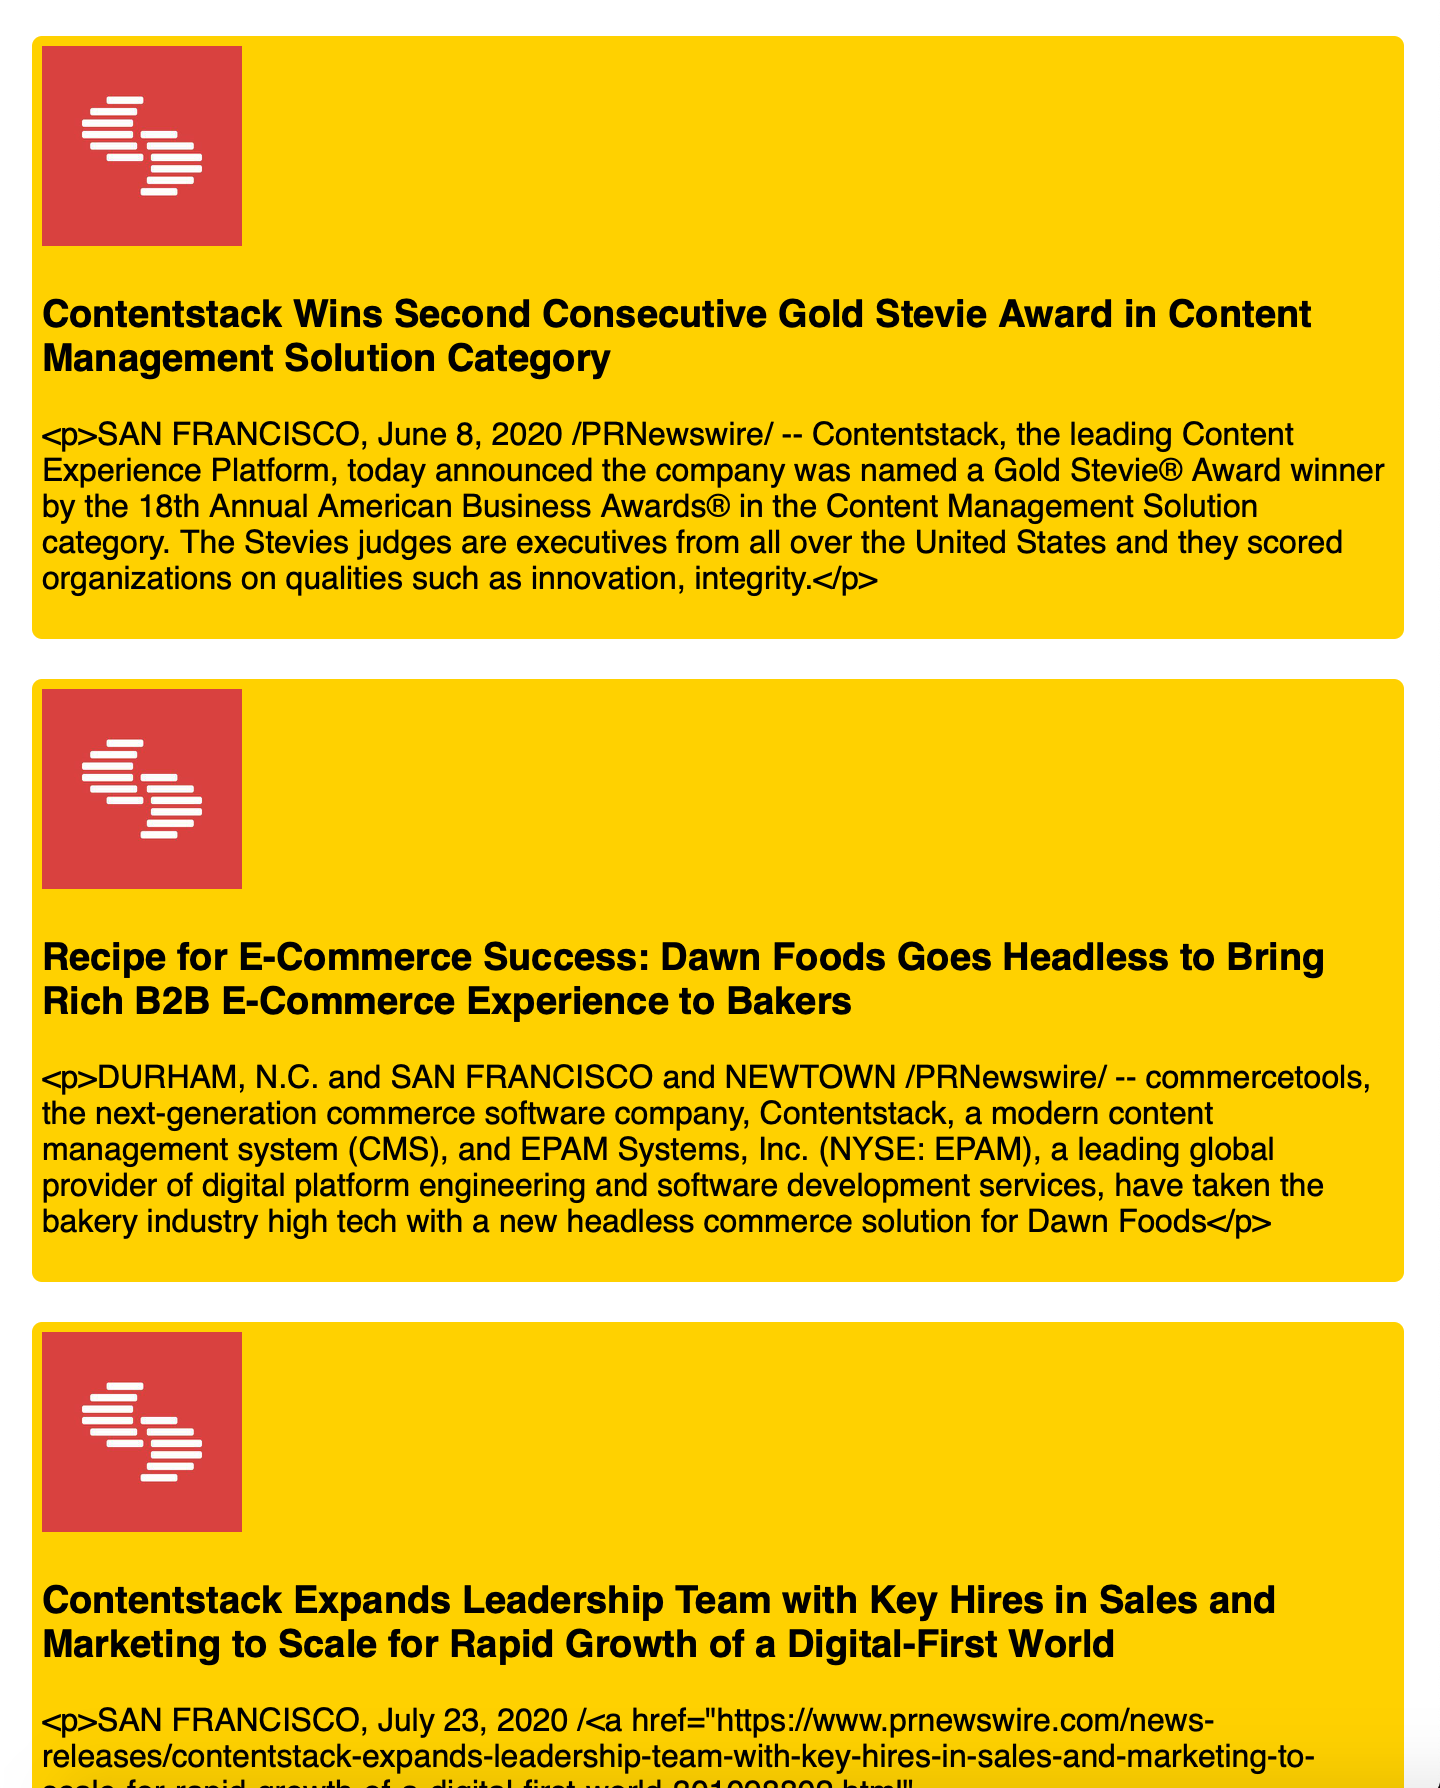 Contentstack Wins Second Consecutive Gold Stevie Award in Content
Management Solution Category
<p>SAN FRANCISCO, June 8, 2020 /PRNewswire/ -- Contentstack, the leading Content
Experience Platform, today announced the company was named a Gold Stevie® Award winner
by the 18th Annual American Business Awards® in the Content Management Solution
category. The Stevies judges are executives from all over the United States and they scored
organizations on qualities such as innovation, integrity.</p>
Recipe for E-Commerce Success: Dawn Foods Goes Headless to Bring
Rich B2B E-Commerce Experience to Bakers
<p>DURHAM, N.C. and SAN FRANCISCO and NEWTOWN /PRNewswire/ -- commercetools,
the next-generation commerce software company, Contentstack, a modern content
management system (CMS), and EPAM Systems, Inc. (NYSE: EPAM), a leading global
provider of digital platform engineering and software development services, have taken the
bakery industry high tech with a new headless commerce solution for Dawn Foods</p>
Contentstack Expands Leadership Team with Key Hires in Sales and
Marketing to Scale for Rapid Growth of a Digital-First World
<p>SAN FRANCISCO, July 23, 2020 /<a href="https://www.prnewswire.com/news-
releases/contentstack-expands-leadership-team-with-key-hires-in-sales-and-marketing-to-